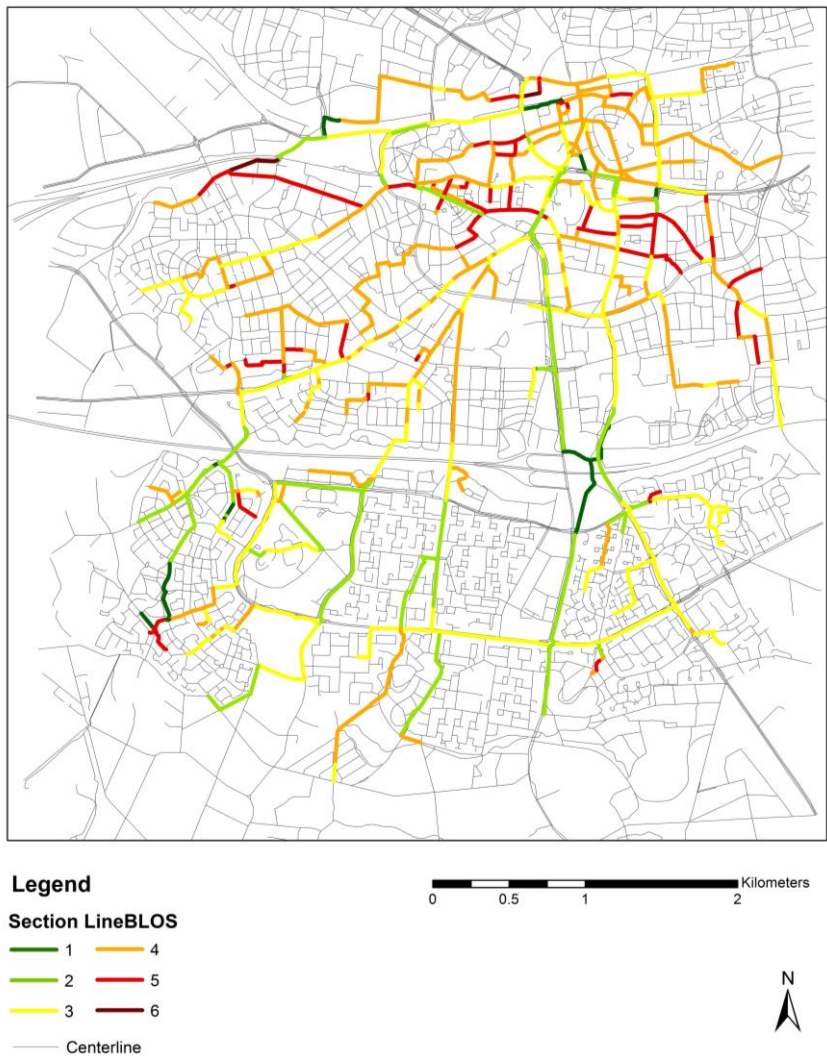 Legend
Kilometers
0 0.5 1 2
Section LineBLOS
1 4
2 5
3 6
Centerline
N